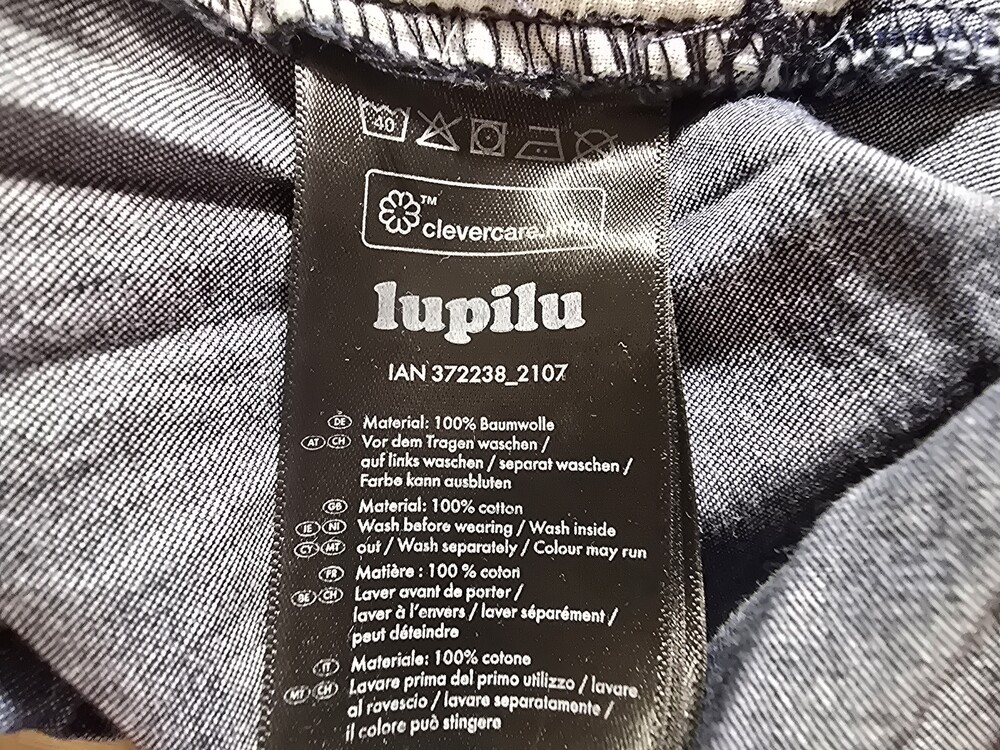 40
™
clevercare.info
lupilu
IAN 372238_2107
DE Material: 100% Baumwolle
AT CH Vor dem Tragen waschen /
auf links waschen / separat waschen /
Farbe kann ausbluten
GB Material: 100% cotton
IE NI Wash before wearing / Wash inside
CY MT out / Wash separately / Colour may run
FR Matière : 100 % coton
BE CH Laver avant de porter /
laver à l'envers / laver séparément /
peut déteindre
IT Materiale: 100% cotone
MT CH Lavare prima del primo utilizzo / lavare
al rovescio / lavare separatamente /
il colore può stingere